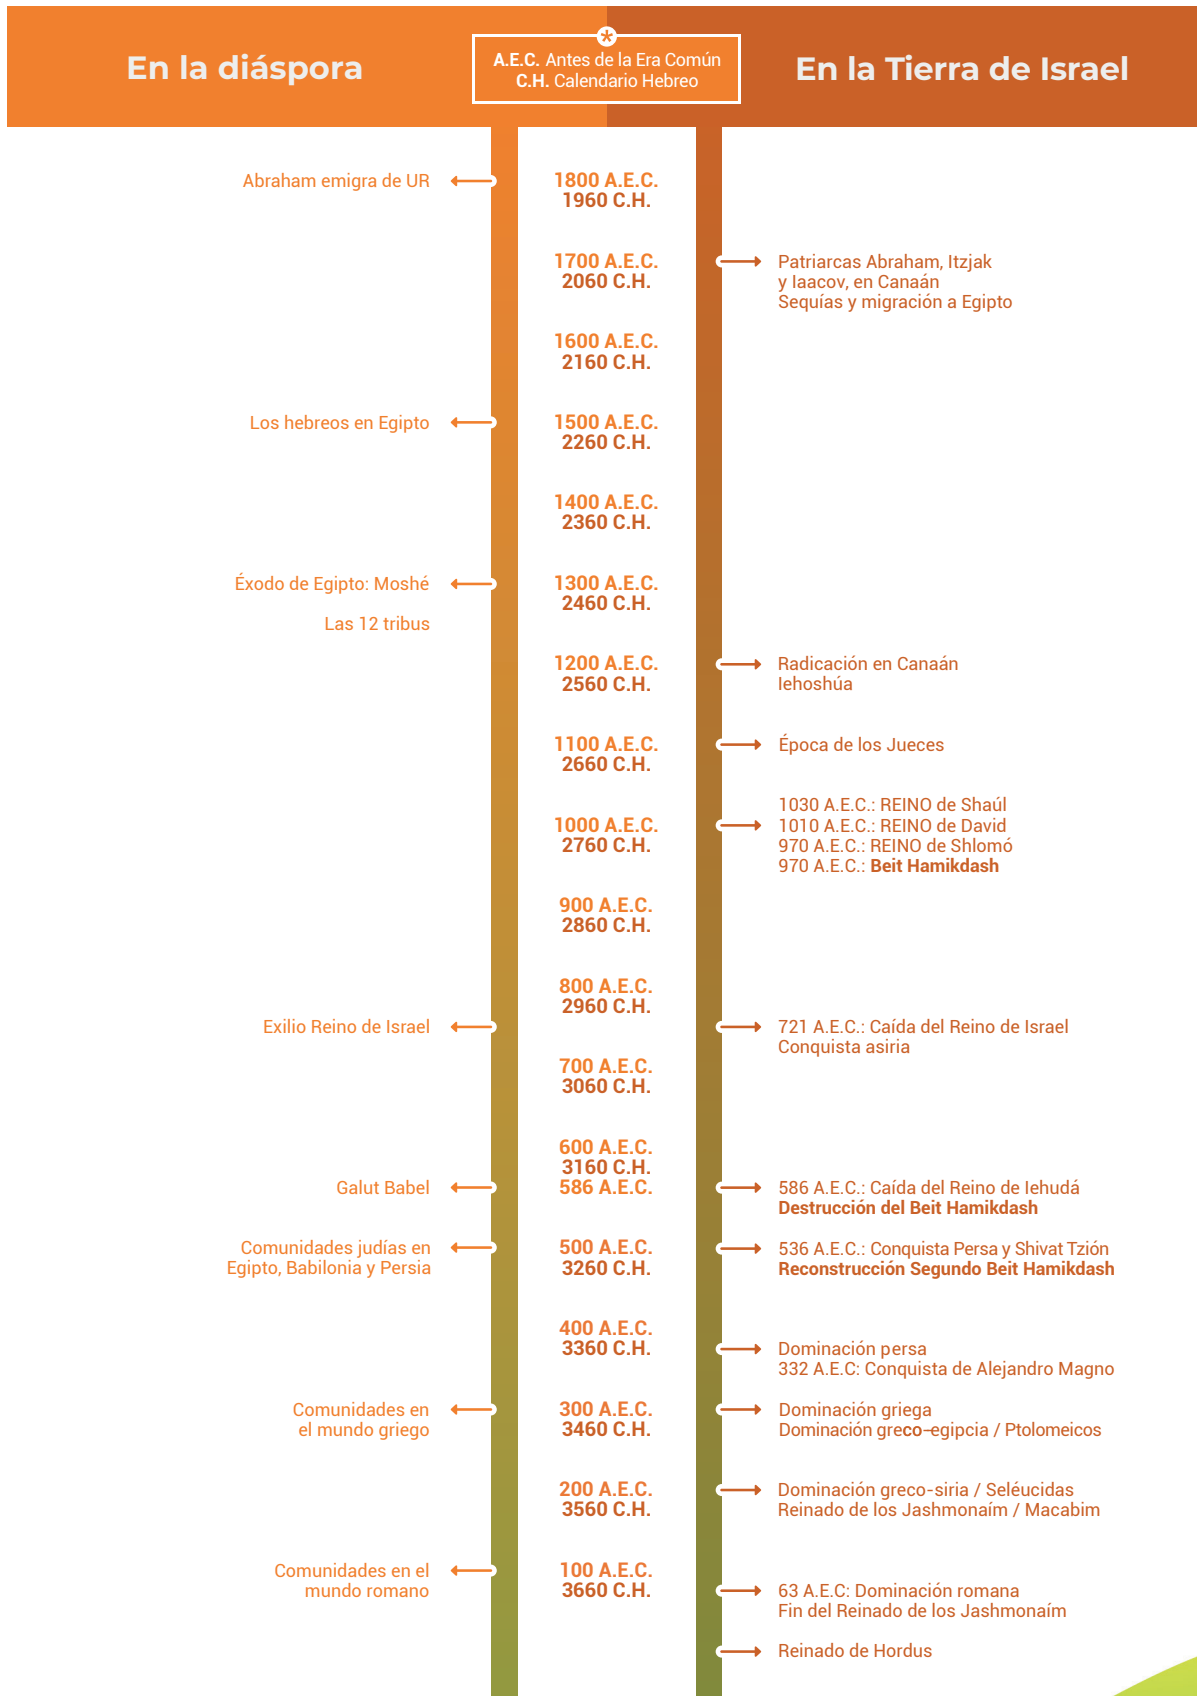 En la diáspora
*
A.E.C. Antes de la Era Común
C.H. Calendario Hebreo
En la Tierra de Israel
Abraham emigra de UR
1800 A.E.C.
1960 C.H.
1700 A.E.C.
2060 C.H.
Patriarcas Abraham, Itzjak
y Iaacov, en Canaán
Sequías y migración a Egipto
1600 A.E.C.
2160 C.H.
Los hebreos en Egipto
1500 A.E.C.
2260 C.H.
1400 A.E.C.
2360 C.H.
Éxodo de Egipto: Moshé
Las 12 tribus
1300 A.E.C.
2460 C.H.
1200 A.E.C.
2560 C.H.
Radicación en Canaán
Iehoshúa
1100 A.E.C.
2660 C.H.
Época de los Jueces
1000 A.E.C.
2760 C.H.
1030 A.E.C.: REINO de Shaúl
1010 A.E.C.: REINO de David
970 A.E.C.: REINO de Shlomó
970 A.E.C.: Beit Hamikdash
900 A.E.C.
2860 C.H.
800 A.E.C.
2960 C.H.
Exilio Reino de Israel
721 A.E.C.: Caída del Reino de Israel
Conquista asiria
700 A.E.C.
3060 C.H.
600 A.E.C.
3160 C.H.
Galut Babel
586 A.E.C.
586 A.E.C.: Caída del Reino de Iehudá
Destrucción del Beit Hamikdash
Comunidades judías en
Egipto, Babilonia y Persia
500 A.E.C.
3260 C.H.
536 A.E.C.: Conquista Persa y Shivat Tzión
Reconstrucción Segundo Beit Hamikdash
400 A.E.C.
3360 C.H.
Dominación persa
332 A.E.C: Conquista de Alejandro Magno
Comunidades en
el mundo griego
300 A.E.C.
3460 C.H.
Dominación griega
Dominación greco-egipcia / Ptolomeicos
200 A.E.C.
3560 C.H.
Dominación greco-siria / Seléucidas
Reinado de los Jashmonaím / Macabim
Comunidades en el
mundo romano
100 A.E.C.
3660 C.H.
63 A.E.C: Dominación romana
Fin del Reinado de los Jashmonaím
Reinado de Hordus